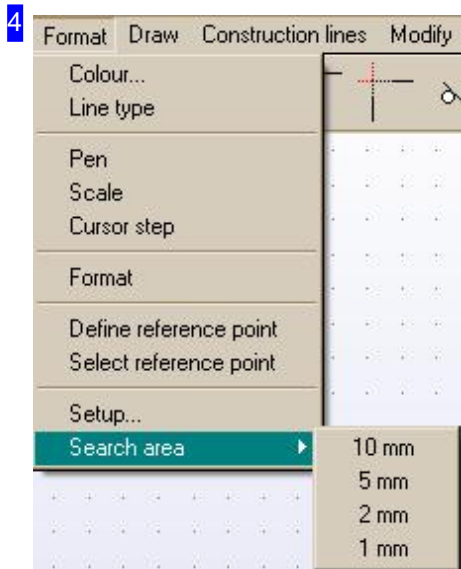 4
Format Draw Construction lines Modify
Colour...
Line type
Pen
Scale
Cursor step
Format
Define reference point
Select reference point
Setup...
Search area
10 mm
5 mm
2 mm
1 mm